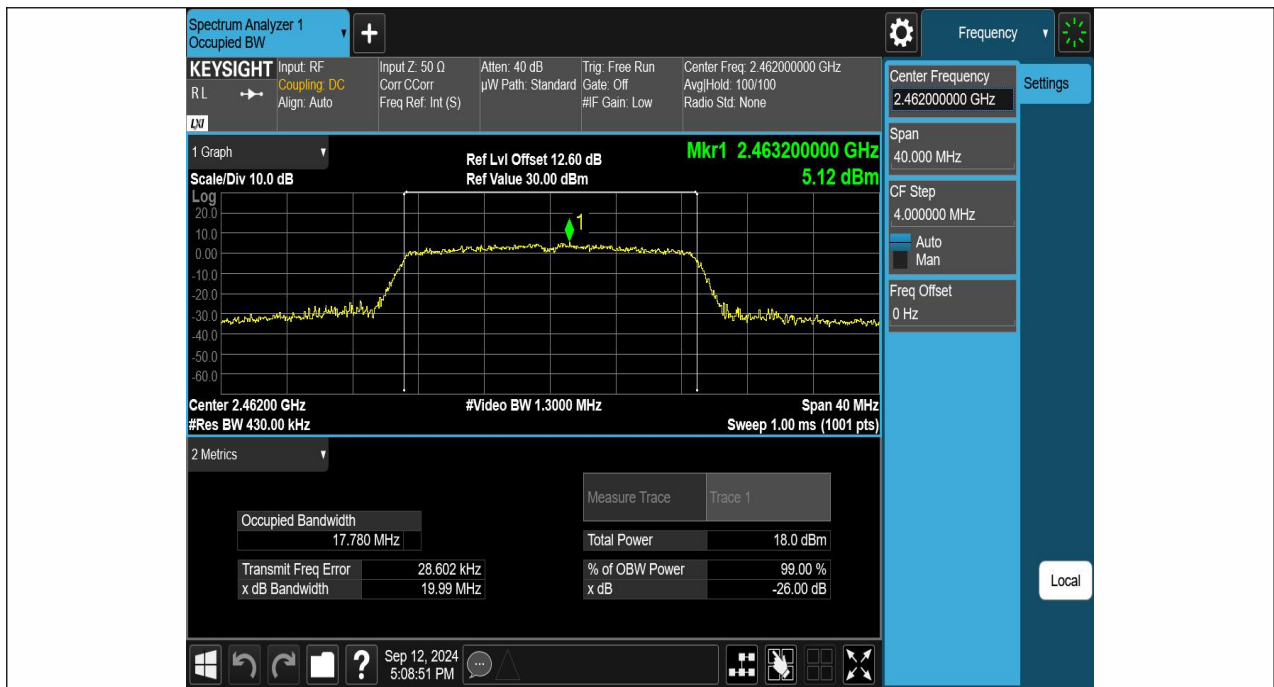 Spectrum Analyzer 1
Occupied BW
+
Frequency
KEYSIGHT
R L
LXI
Input: RF
Coupling: DC
Align: Auto
Input Z: 50 Ω
Corr CCorr
Freq Ref: Int (S)
Atten: 40 dB
µW Path: Standard
Trig: Free Run
Gate: Off
#IF Gain: Low
Center Freq: 2.462000000 GHz
Avg|Hold: 100/100
Radio Std: None
Center Frequency
2.462000000 GHz
Settings
Span
40.000 MHz
CF Step
4.000000 MHz
Auto
Man
Freq Offset
0 Hz
Local
1 Graph
Scale/Div 10.0 dB
Ref Lvl Offset 12.60 dB
Ref Value 30.00 dBm
Mkr1 2.463200000 GHz
5.12 dBm
Log
20.0
10.0
0.00
-10.0
-20.0
-30.0
-40.0
-50.0
-60.0
1
Center 2.46200 GHz
#Video BW 1.3000 MHz
Span 40 MHz
#Res BW 430.00 kHz
Sweep 1.00 ms (1001 pts)
2 Metrics
Measure Trace Trace 1
Occupied Bandwidth
17.780 MHz
Total Power 18.0 dBm
Transmit Freq Error 28.602 kHz
% of OBW Power 99.00 %
x dB Bandwidth 19.99 MHz
x dB -26.00 dB
?
Sep 12, 2024
5:08:51 PM